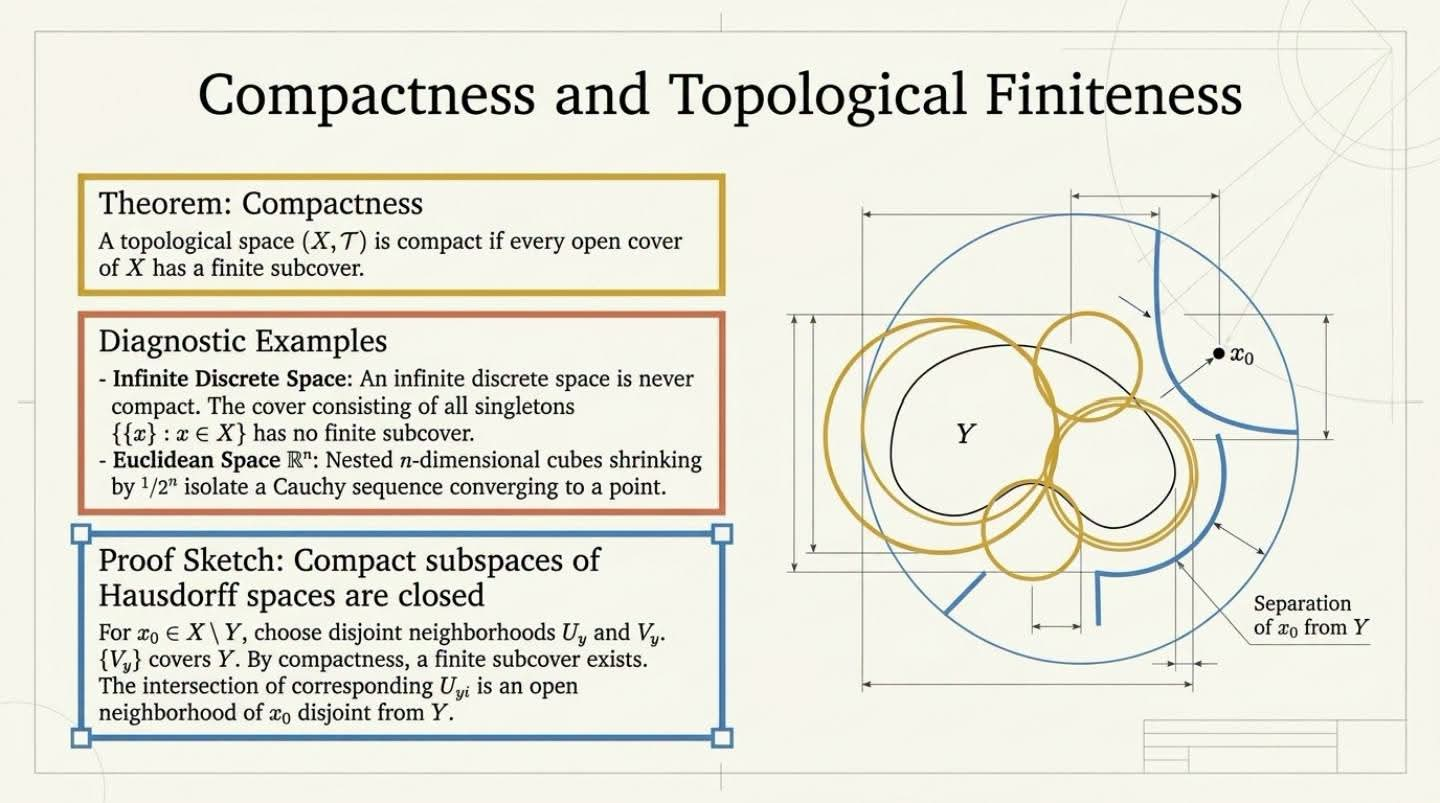 Compactness and Topological Finiteness
Theorem: Compactness
A topological space (X, 𝒯) is compact if every open cover
of X has a finite subcover.
Diagnostic Examples
- Infinite Discrete Space: An infinite discrete space is never
compact. The cover consisting of all singletons
{{x} : x ∈ X} has no finite subcover.
- Euclidean Space ℝⁿ: Nested n-dimensional cubes shrinking
by ¹/2ⁿ isolate a Cauchy sequence converging to a point.
Proof Sketch: Compact subspaces of
Hausdorff spaces are closed
For x₀ ∈ X \ Y, choose disjoint neighborhoods U_y and V_y.
{V_y} covers Y. By compactness, a finite subcover exists.
The intersection of corresponding U_yi is an open
neighborhood of x₀ disjoint from Y.
x₀
Y
Separation
of x₀ from Y